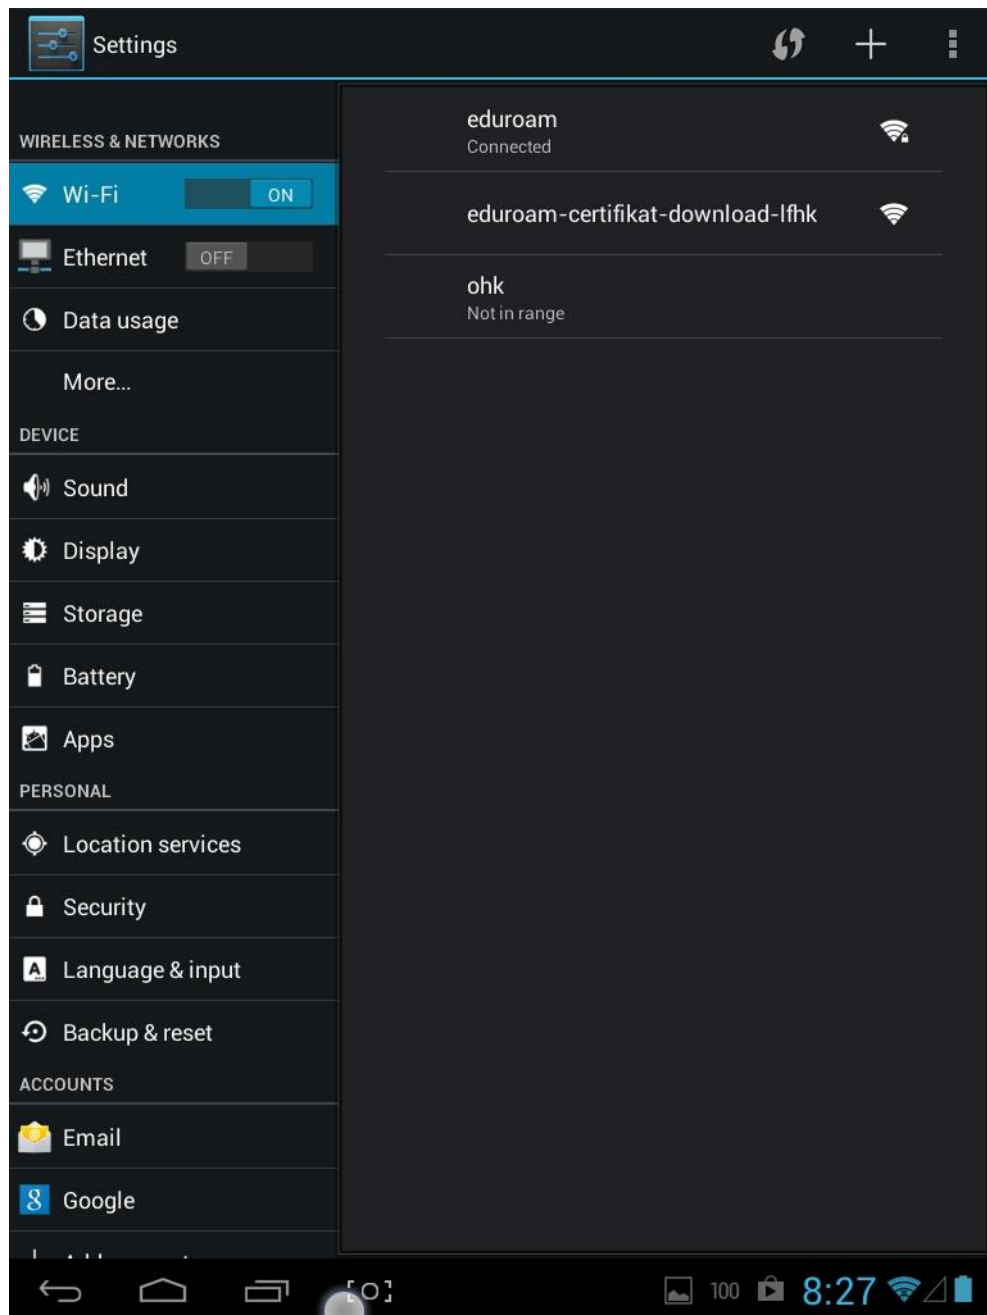 Settings
WIRELESS & NETWORKS
Wi-Fi ON
Ethernet OFF
Data usage
More...
DEVICE
Sound
Display
Storage
Battery
Apps
PERSONAL
Location services
Security
Language & input
Backup & reset
ACCOUNTS
Email
Google
eduroam
Connected
eduroam-certifikat-download-lfhk
ohk
Not in range
100
8:27